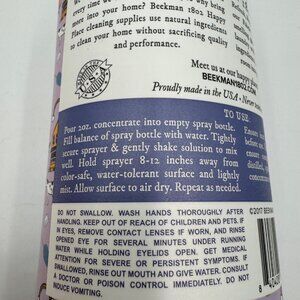 more into your home? Beekman 1802 Happy
Place cleaning supplies use natural ingredients
to clean your home without sacrificing quality
and performance.
Meet us at our happy
BEEKMAN1802.COM
Proudly made in the USA • Never
TO USE
Pour 2oz. concentrate into empty spray bottle.
Fill balance of spray bottle with water. Tightly
secure sprayer & gently shake solution to mix
well. Hold sprayer 8-12 inches away from
color-safe, water-tolerant surface and lightly
mist. Allow surface to air dry. Repeat as needed.
DO NOT SWALLOW. WASH HANDS THOROUGHLY AFTER
HANDLING. KEEP OUT OF REACH OF CHILDREN AND PETS. IF
IN EYES, REMOVE CONTACT LENSES IF WORN, AND RINSE
OPENED EYE FOR SEVERAL MINUTES UNDER RUNNING
WATER WHILE HOLDING EYELIDS OPEN. GET MEDICAL
ATTENTION FOR SEVERE OR PERSISTENT SYMPTOMS. IF
SWALLOWED, RINSE OUT MOUTH AND GIVE WATER. CONSULT
A DOCTOR OR POISON CONTROL IMMEDIATELY. DO NOT
INDUCE VOMITING.
©2017 BEEKMAN